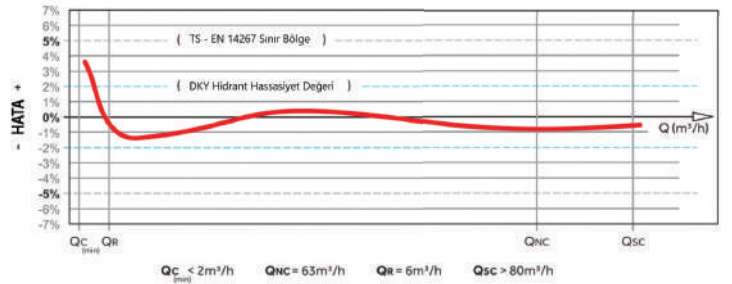 7%
6%
5%
4%
3%
2%
1%
0%
-1%
-2%
-3%
-4%
-5%
-6%
-7%
- HATA +
( TS - EN 14267 Sınır Bölge )
( DKY Hidrant Hassasiyet Değeri )
Q (m³/h)
QC (min) QR QNC QSC
QC (min) < 2m³/h QNC = 63m³/h QR = 6m³/h QSC > 80m³/h